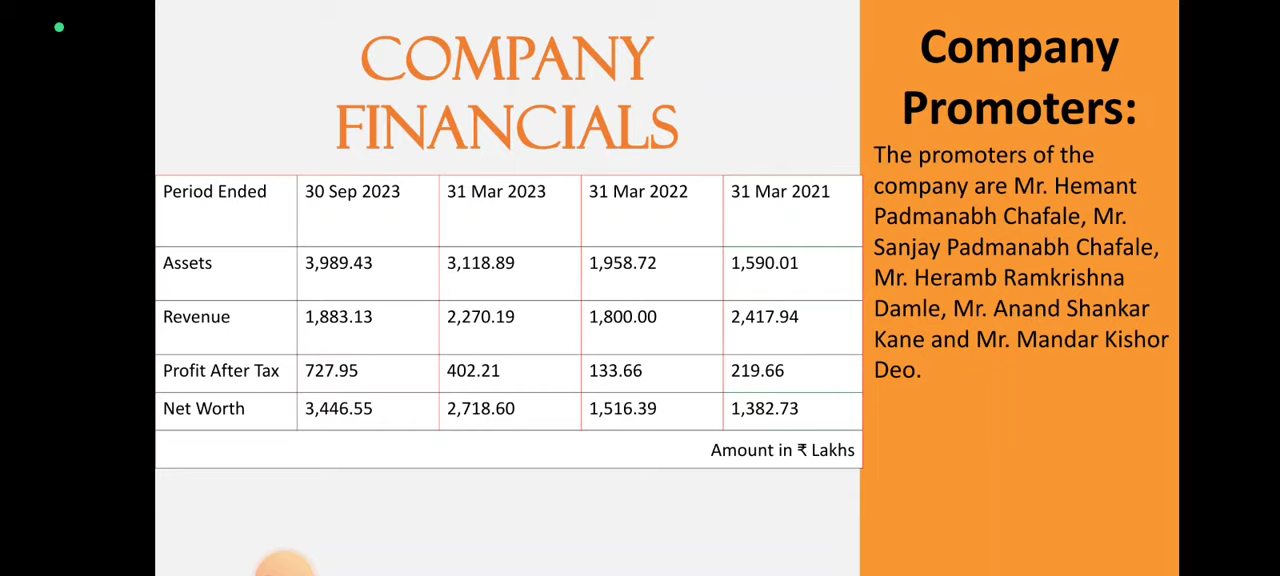 COMPANY
FINANCIALS
Period Ended 30 Sep 2023 31 Mar 2023 31 Mar 2022 31 Mar 2021
Assets 3,989.43 3,118.89 1,958.72 1,590.01
Revenue 1,883.13 2,270.19 1,800.00 2,417.94
Profit After Tax 727.95 402.21 133.66 219.66
Net Worth 3,446.55 2,718.60 1,516.39 1,382.73
Amount in ₹ Lakhs
Company
Promoters:
The promoters of the
company are Mr. Hemant
Padmanabh Chafale, Mr.
Sanjay Padmanabh Chafale,
Mr. Heramb Ramkrishna
Damle, Mr. Anand Shankar
Kane and Mr. Mandar Kishor
Deo.